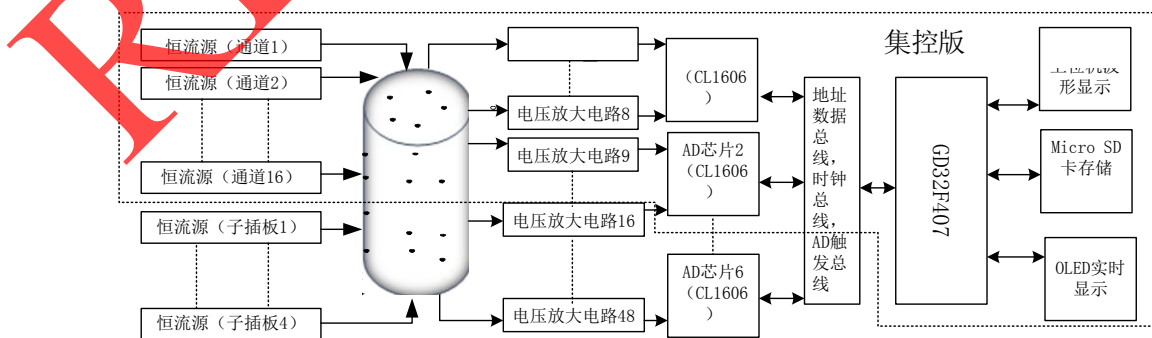 恒流源(通道1)
恒流源(通道2)
恒流源(通道16)
恒流源(子插板1)
恒流源(子插板4)
电压放大电路8
电压放大电路9
电压放大电路16
电压放大电路48
(CL1606
)
AD芯片2
(CL1606
)
AD芯片6
(CL1606
)
地址
数据
总
线,
时钟
总
线,
AD触
发总
线
GD32F407
集控版
形显示
Micro SD
卡存储
OLED实时
显示